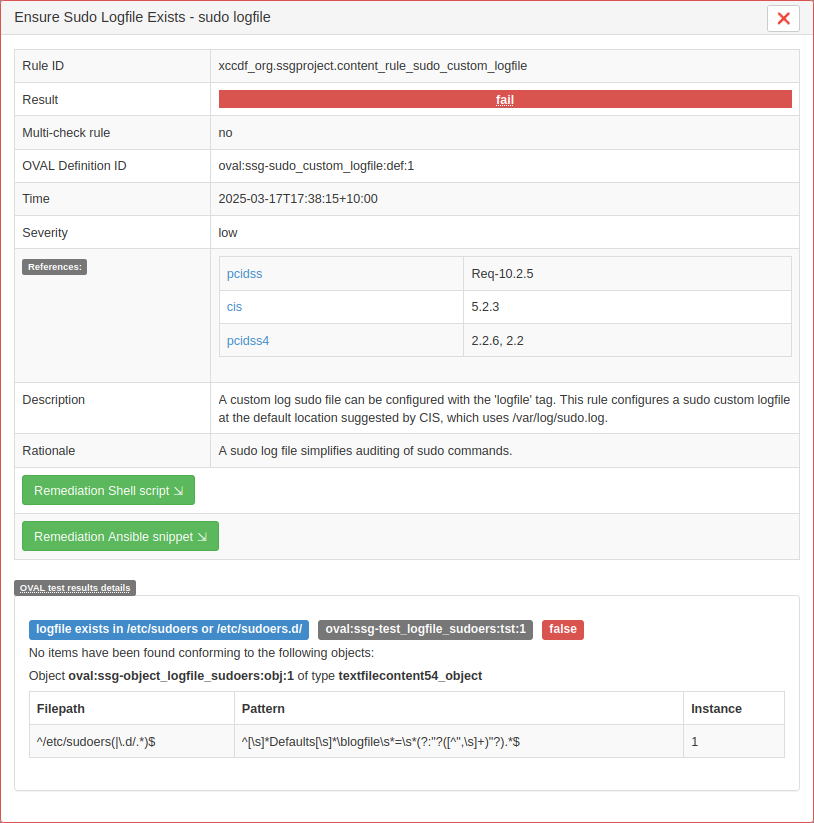 Ensure Sudo Logfile Exists - sudo logfile
Rule ID xccdf_org.ssgproject.content_rule_sudo_custom_logfile
Result fail
Multi-check rule no
OVAL Definition ID oval:ssg-sudo_custom_logfile:def:1
Time 2025-03-17T17:38:15+10:00
Severity low
References:
pcidss Req-10.2.5
cis 5.2.3
pcidss4 2.2.6, 2.2
Description A custom log sudo file can be configured with the 'logfile' tag. This rule configures a sudo custom logfile
at the default location suggested by CIS, which uses /var/log/sudo.log.
Rationale A sudo log file simplifies auditing of sudo commands.
Remediation Shell script ⇲
Remediation Ansible snippet ⇲
OVAL test results details
logfile exists in /etc/sudoers or /etc/sudoers.d/ oval:ssg-test_logfile_sudoers:tst:1 false
No items have been found conforming to the following objects:
Object oval:ssg-object_logfile_sudoers:obj:1 of type textfilecontent54_object
Filepath Pattern Instance
^/etc/sudoers(|\.d/.*)$ ^[\s]*Defaults[\s]*\blogfile\s*=\s*(?:"?([^",\s]+)"?).*$ 1